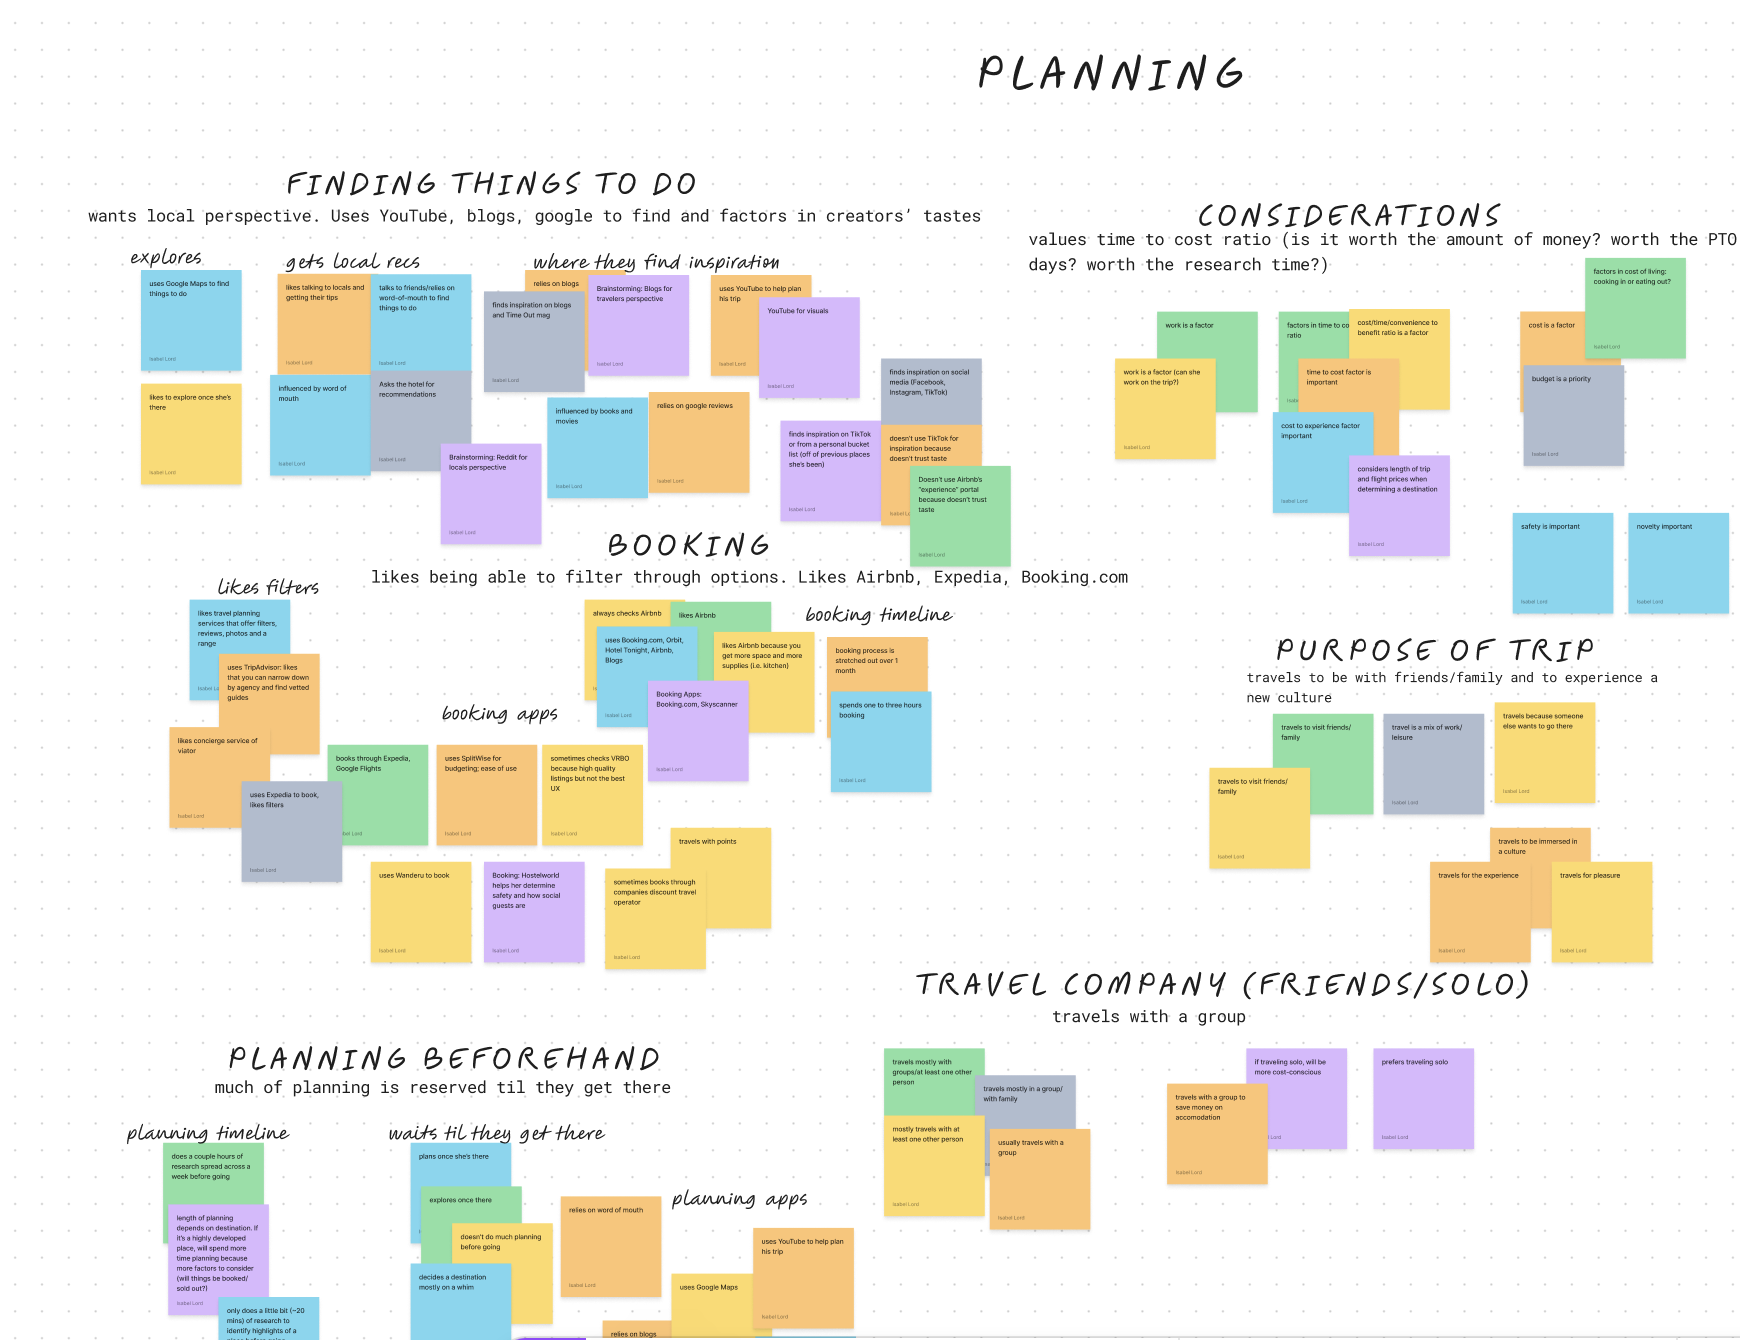 PLANNING
FINDING THINGS TO DO
wants local perspective. Uses YouTube, blogs, google to find and factors in creators' tastes
explores
uses Google Maps to find
things to do
Isabel Lord
likes to explore once she's
there
Isabel Lord
gets local recs
likes talking to locals and
getting their tips
Isabel Lord
talks to friends/relies on
word-of-mouth to find
things to do
Isabel Lord
influenced by word of
mouth
Isabel Lord
Asks the hotel for
recommendations
Isabel Lord
Brainstorming: Reddit for
locals perspective
Isabel Lord
where they find inspiration
relies on blogs
finds inspiration on blogs
and Time Out mag
Isabel Lord
Brainstorming: Blogs for
travelers perspective
Isabel Lord
uses YouTube to help plan
his trip
Isabel Lord
YouTube for visuals
Isabel Lord
influenced by books and
movies
Isabel Lord
relies on google reviews
Isabel Lord
finds inspiration on social
media (Facebook,
Instagram, TikTok)
finds inspiration on TikTok
or from a personal bucket
list (off of previous places
she's been)
Isabel Lord
doesn't use TikTok for
inspiration because
doesn't trust taste
Isabel Lo
Doesn't use Airbnb's
"experience" portal
because doesn't trust
taste
Isabel Lord
CONSIDERATIONS
values time to cost ratio (is it worth the amount of money? worth the PTO
days? worth the research time?)
work is a factor
work is a factor (can she
work on the trip?)
Isabel Lord
factors in time to co
ratio
Isabe
cost/time/convenience to
benefit ratio is a factor
time to cost factor is
important
cost to experience factor
important
Isabel Lord
considers length of trip
and flight prices when
determining a destination
Isabel Lord
cost is a factor
factors in cost of living:
cooking in or eating out?
Isabel Lord
budget is a priority
Isabel Lord
safety is important
Isabel Lord
novelty important
Isabel Lord
BOOKING
likes being able to filter through options. Likes Airbnb, Expedia, Booking.com
likes filters
likes travel planning
services that offer filters,
reviews, photos and a
range
Isabel Lo
uses TripAdvisor: likes
that you can narrow down
by agency and find vetted
guides
likes concierge service of
viator
Isabel Lord
uses Expedia to book,
likes filters
Isabel Lord
booking apps
books through Expedia,
Google Flights
bel Lord
uses SplitWise for
budgeting; ease of use
Isabel Lord
sometimes checks VRBO
because high quality
listings but not the best
UX
Isabel Lord
always checks Airbnb
likes Airbnb
uses Booking.com, Orbit,
Hotel Tonight, Airbnb,
Blogs
Isabel Lord
likes AIrbnb because you
get more space and more
supplies (i.e. kitchen)
Booking Apps:
Booking.com, Skyscanner
Isabel Lord
uses Wanderu to book
Isabel Lord
Booking: Hostelworld
helps her determine
safety and how social
guests are
Isabel Lord
travels with points
sometimes books through
companies discount travel
operator
Isabel Lord
booking timeline
booking process is
stretched out over 1
month
spends one to three hours
booking
Isabel Lord
PURPOSE OF TRIP
travels to be with friends/family and to experience a
new culture
travels to visit friends/
family
Isabel Lord
travels to visit friends/
family
Isabel Lord
travel is a mix of work/
leisure
Isabel Lord
travels because someone
else wants to go there
Isabel Lord
travels to be immersed in
a culture
travels for the experience
Isabel Lord
travels for pleasure
Isabel Lord
TRAVEL COMPANY (FRIENDS/SOLO)
travels with a group
travels mostly with
groups/at least one other
person
travels mostly in a group/
with family
mostly travels with at
least one other person
Isabel Lord
usually travels with a
group
Isabel Lord
travels with a group to
save money on
accomodation
Isabel Lord
if traveling solo, will be
more cost-conscious
l Lord
prefers traveling solo
Isabel Lord
PLANNING BEFOREHAND
much of planning is reserved til they get there
planning timeline
does a couple hours of
research spread across a
week before going
length of planning
depends on destination. If
it's a highly developed
place, will spend more
time planning because
more factors to consider
(will things be booked/
sold out?)
Isabel Lord
only does a little bit (~20
mins) of research to
identify highlights of a
waits til they get there
plans once she's there
explores once there
doesn't do much planning
before going
decides a destination
mostly on a whim
relies on word of mouth
Isabel Lord
planning apps
uses YouTube to help plan
his trip
Isabel Lord
uses Google Maps
relies on blogs